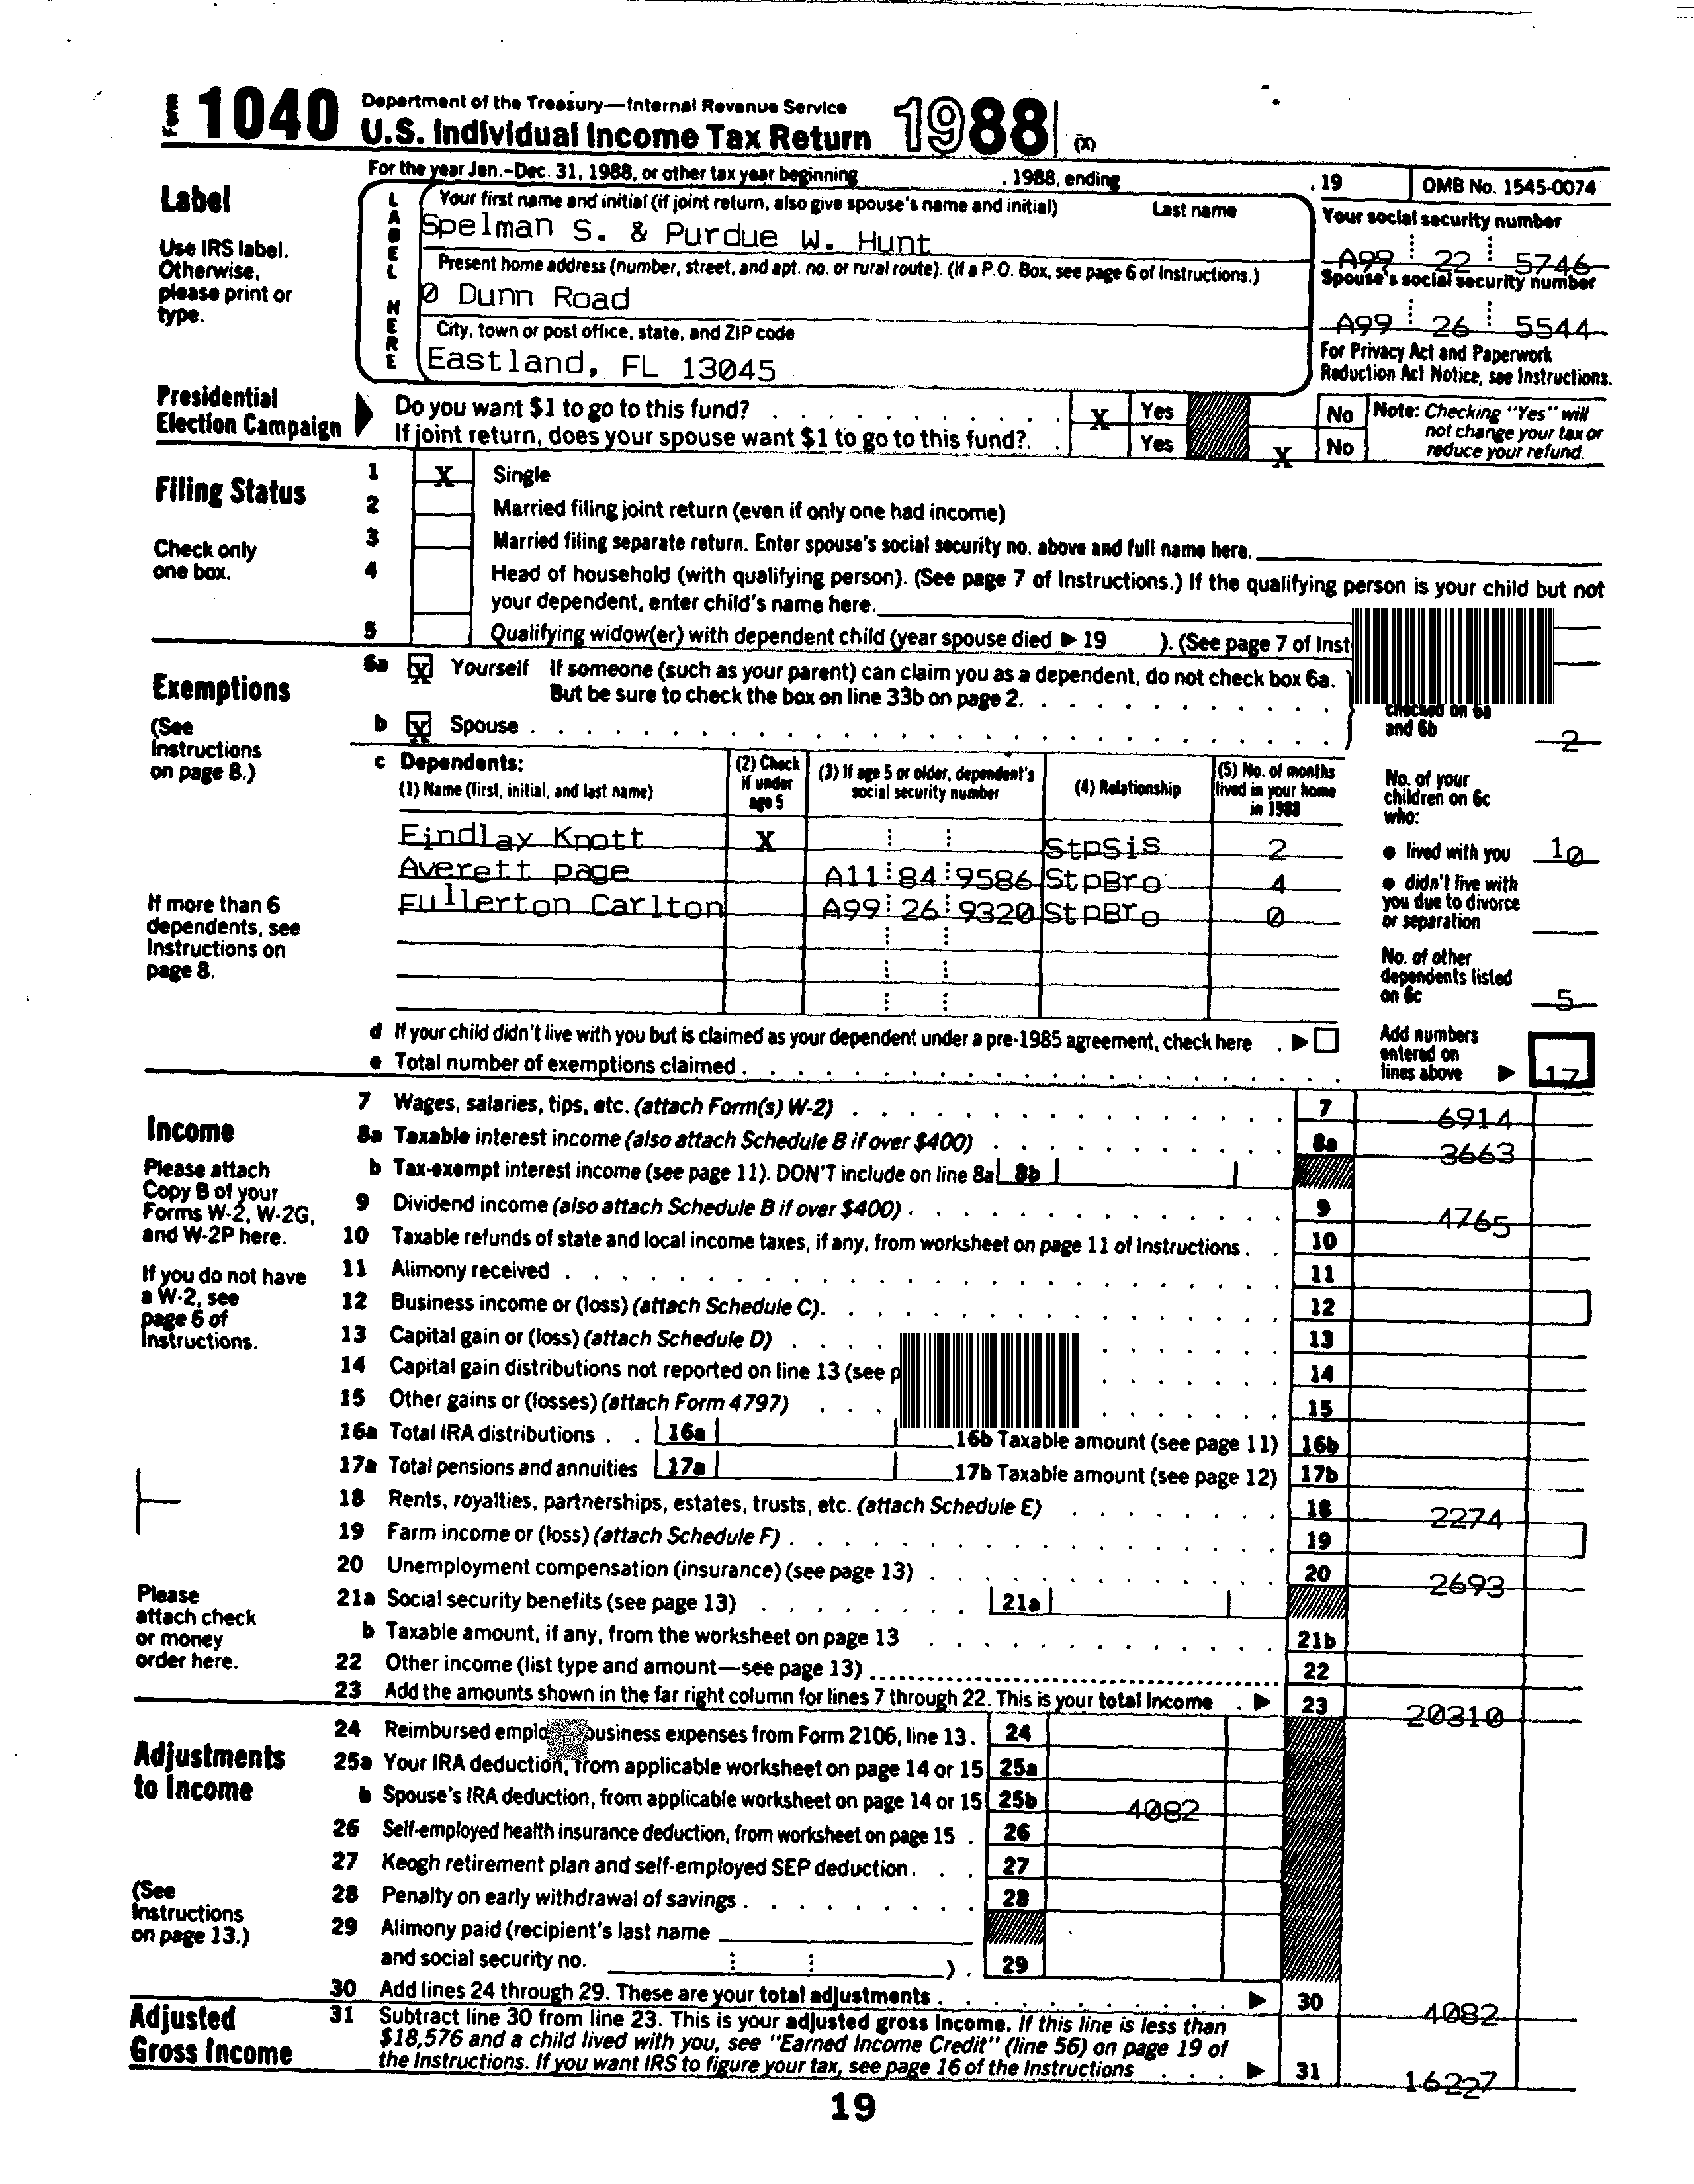 Form 1040 Department of the Treasury—Internal Revenue Service
U.S. Individual Income Tax Return 1988 (X)
For the year Jan.-Dec. 31, 1988, or other tax year beginning , 1988, ending , 19 OMB No. 1545-0074
Label
Use IRS label.
Otherwise,
please print or
type.
LABEL HERE
Your first name and initial (if joint return, also give spouse's name and initial) Last name
Spelman S. & Purdue W. Hunt
Present home address (number, street, and apt. no. or rural route). (If a P.O. Box, see page 6 of Instructions.)
0 Dunn Road
City, town or post office, state, and ZIP code
Eastland, FL 13045
Your social security number
A99 22 5746
Spouse's social security number
A99 26 5544
For Privacy Act and Paperwork
Reduction Act Notice, see Instructions.
Presidential
Election Campaign
Do you want $1 to go to this fund? . . . . . . . . . . X Yes No
If joint return, does your spouse want $1 to go to this fund?. . Yes X No
Note: Checking "Yes" will
not change your tax or
reduce your refund.
Filing Status
Check only
one box.
1 X Single
2 Married filing joint return (even if only one had income)
3 Married filing separate return. Enter spouse's social security no. above and full name here.
4 Head of household (with qualifying person). (See page 7 of Instructions.) If the qualifying person is your child but not
your dependent, enter child's name here.
5 Qualifying widow(er) with dependent child (year spouse died ▶ 19 ). (See page 7 of Inst
Exemptions
(See
Instructions
on page 8.)
6a X Yourself If someone (such as your parent) can claim you as a dependent, do not check box 6a.
But be sure to check the box on line 33b on page 2. . . . . . . . . . .
b X Spouse . . . . . . . . . . . . . . . . . . . . . .
checked on 6a
and 6b 2
c Dependents:
(1) Name (first, initial, and last name)
(2) Check
if under
age 5
(3) If age 5 or older, dependent's
social security number
(4) Relationship
(5) No. of months
lived in your home
in 1988
Findlay Knott X StpSis 2
Averett page A11 84 9586 StpBro 4
Fullerton Carlton A99 26 9320 StpBro 0
If more than 6
dependents, see
Instructions on
page 8.
No. of your
children on 6c
who:
● lived with you 10
● didn't live with
you due to divorce
or separation
No. of other
dependents listed
on 6c 5
d If your child didn't live with you but is claimed as your dependent under a pre-1985 agreement, check here . ▶
e Total number of exemptions claimed . . . . . . . . . . . . . . . . . .
Add numbers
entered on
lines above ▶ 17
Income
Please attach
Copy B of your
Forms W-2, W-2G,
and W-2P here.
If you do not have
a W-2, see
page 6 of
Instructions.
Please
attach check
or money
order here.
7 Wages, salaries, tips, etc. (attach Form(s) W-2) . . . . . . . . . . . . 7 6914
8a Taxable interest income (also attach Schedule B if over $400) . . . . . . . . 8a 3663
b Tax-exempt interest income (see page 11). DON'T include on line 8a 8b
9 Dividend income (also attach Schedule B if over $400) . . . . . . . . . . 9 4765
10 Taxable refunds of state and local income taxes, if any, from worksheet on page 11 of Instructions . . 10
11 Alimony received . . . . . . . . . . . . . . . . . . . . 11
12 Business income or (loss) (attach Schedule C). . . . . . . . . . . . 12
13 Capital gain or (loss) (attach Schedule D) . . . . . . . . . . 13
14 Capital gain distributions not reported on line 13 (see p . . . . . 14
15 Other gains or (losses) (attach Form 4797) . . . . . . . . . 15
16a Total IRA distributions . . 16a 16b Taxable amount (see page 11) 16b
17a Total pensions and annuities 17a 17b Taxable amount (see page 12) 17b
18 Rents, royalties, partnerships, estates, trusts, etc. (attach Schedule E) . . . . . . . 18 2274
19 Farm income or (loss) (attach Schedule F) . . . . . . . . . . . . 19
20 Unemployment compensation (insurance) (see page 13) . . . . . . . . . 20 2693
21a Social security benefits (see page 13) . . . . . . . . 21a
b Taxable amount, if any, from the worksheet on page 13 . . . . . . . . . 21b
22 Other income (list type and amount—see page 13) 22
23 Add the amounts shown in the far right column for lines 7 through 22. This is your total income . ▶ 23 20310
Adjustments
to Income
(See
Instructions
on page 13.)
24 Reimbursed emplo business expenses from Form 2106, line 13 . 24
25a Your IRA deduction, from applicable worksheet on page 14 or 15 25a
b Spouse's IRA deduction, from applicable worksheet on page 14 or 15 25b 4082
26 Self-employed health insurance deduction, from worksheet on page 15 . 26
27 Keogh retirement plan and self-employed SEP deduction. . . 27
28 Penalty on early withdrawal of savings . . . . . . . . 28
29 Alimony paid (recipient's last name
and social security no. ) . 29
30 Add lines 24 through 29. These are your total adjustments . . . . . . . . ▶ 30 4082
Adjusted
Gross Income
31 Subtract line 30 from line 23. This is your adjusted gross income. If this line is less than
$18,576 and a child lived with you, see "Earned Income Credit" (line 56) on page 19 of
the Instructions. If you want IRS to figure your tax, see page 16 of the Instructions . . . ▶ 31 16227
19